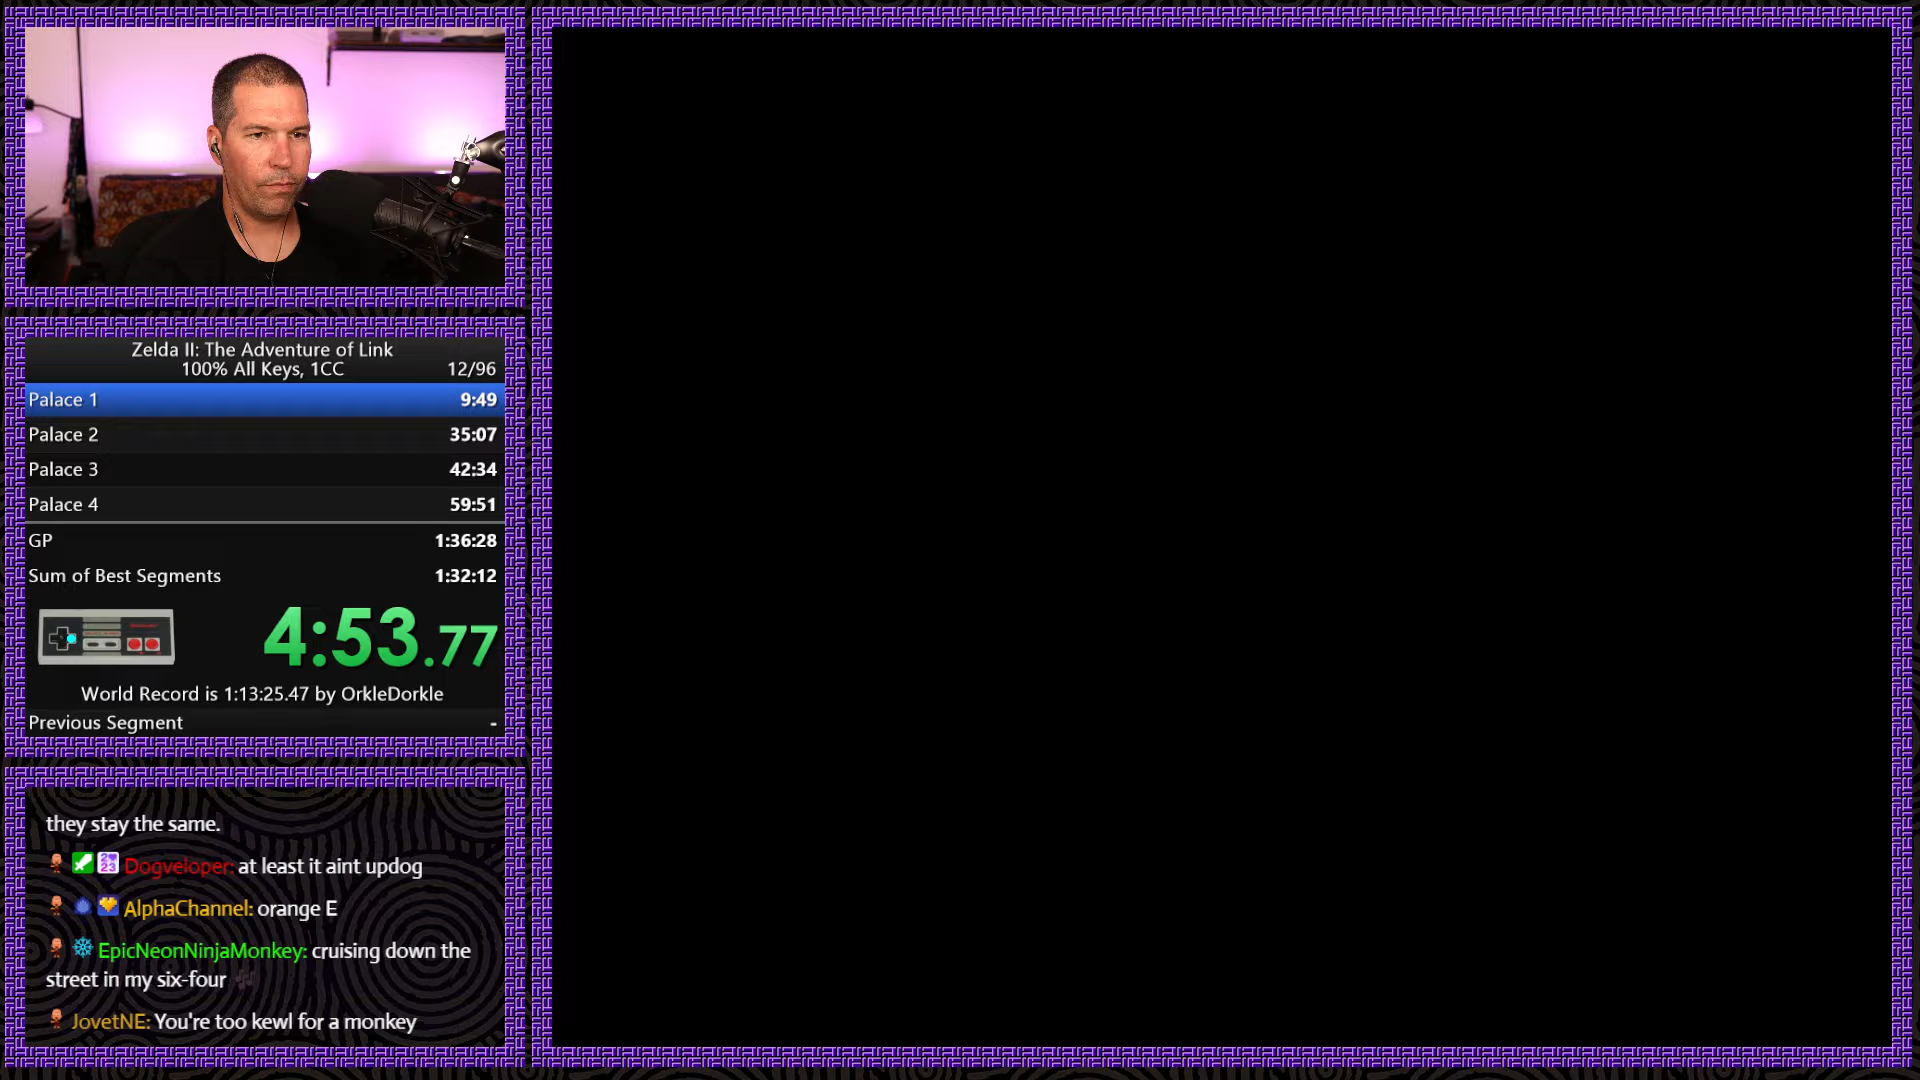 Zelda II: The Adventure of Link
100% All Keys, 1CC 12/96
Palace 1 9:49
Palace 2 35:07
Palace 3 42:34
Palace 4 59:51
GP 1:36:28
Sum of Best Segments 1:32:12
4:53.77
World Record is 1:13:25.47 by OrkleDorkle
Previous Segment -
they stay the same.
Dogveloper: at least it aint updog
AlphaChannel: orange E
EpicNeonNinjaMonkey: cruising down the
street in my six-four 🎶
JovetNE: You're too kewl for a monkey